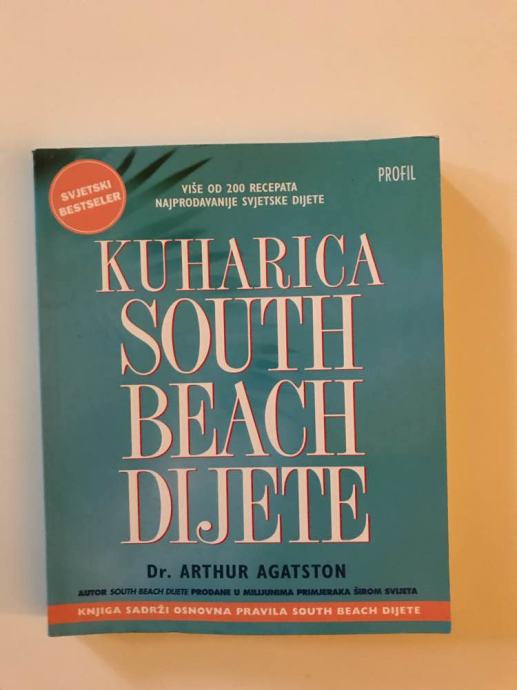 SVJETSKI
BESTSELER
VIŠE OD 200 RECEPATA
NAJPRODAVANIJE SVJETSKE DIJETE
PROFIL
KUHARICA
SOUTH
BEACH
DIJETE
Dr. ARTHUR AGATSTON
AUTOR SOUTH BEACH DIJETE PRODANE U MILIJUNIMA PRIMJERAKA ŠIROM SVIJETA
KNJIGA SADRŽI OSNOVNA PRAVILA SOUTH BEACH DIJETE